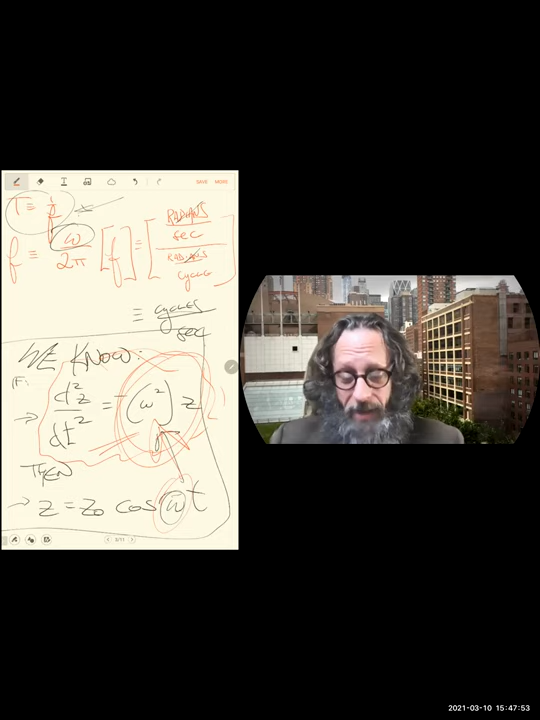 SAVE MORE
T ≡ 1/f
f ≡ ω/2π [f] ≡ [RADIANS/sec / RADIANS/cycle]
≡ cycles/sec
WE KNOW:
IF
→ d²z/dt² = -(ω²) z
THEN
→ z = z₀ cos ω t
2021-03-10 15:47:53